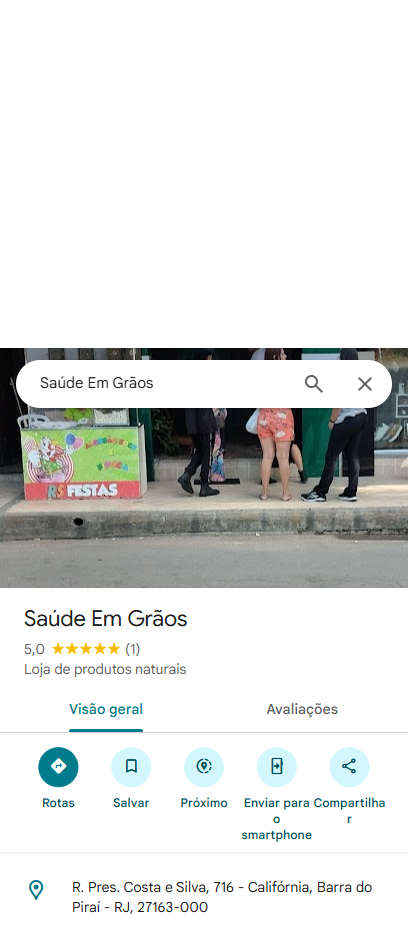 Saúde Em Grãos
RS FESTAS
Saúde Em Grãos
5,0 (1)
Loja de produtos naturais
Visão geral Avaliações
Rotas Salvar Próximo Enviar para o smartphone Compartilhar
R. Pres. Costa e Silva, 716 - Califórnia, Barra do
Piraí - RJ, 27163-000